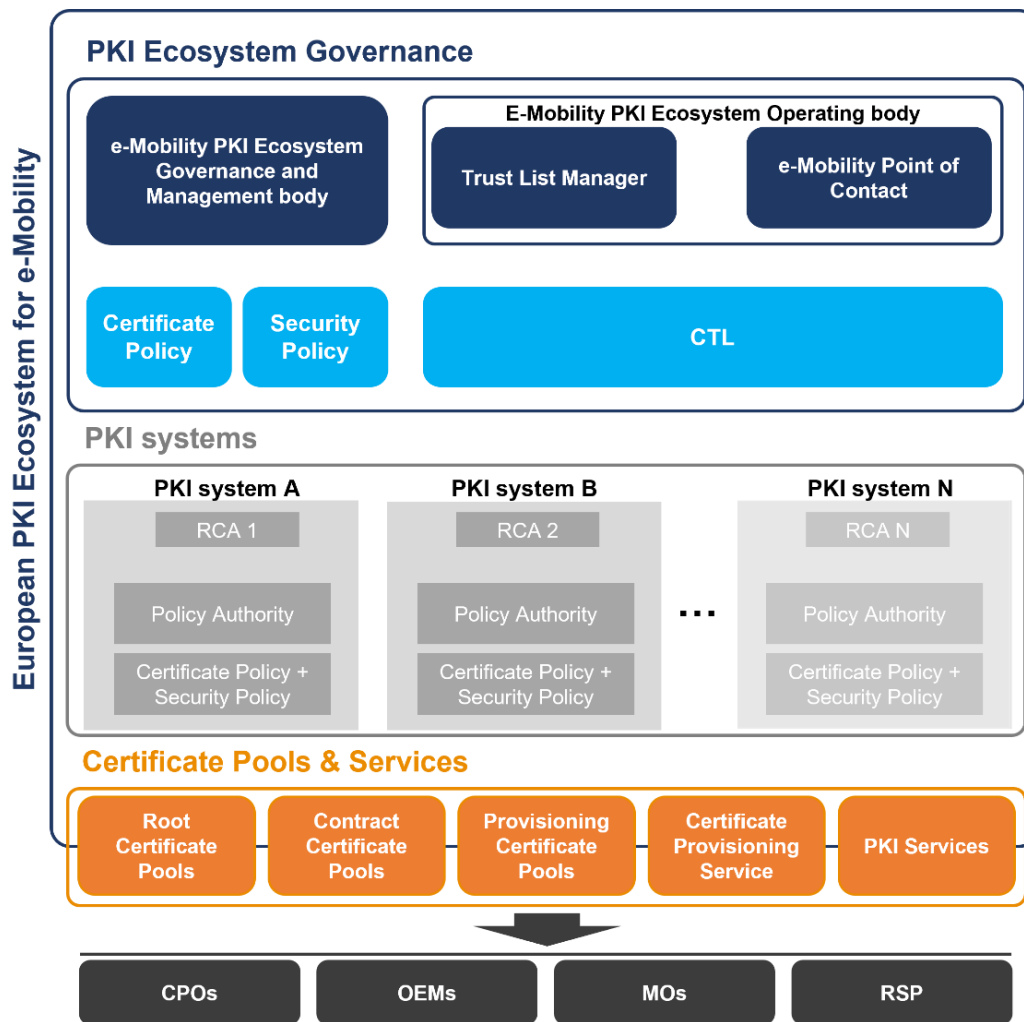 European PKI Ecosystem for e-Mobility
PKI Ecosystem Governance
e-Mobility PKI Ecosystem
Governance and
Management body
E-Mobility PKI Ecosystem Operating body
Trust List Manager
e-Mobility Point of
Contact
Certificate
Policy
Security
Policy
CTL
PKI systems
PKI system A
RCA 1
Policy Authority
Certificate Policy +
Security Policy
PKI system B
RCA 2
Policy Authority
Certificate Policy +
Security Policy
...
PKI system N
RCA N
Policy Authority
Certificate Policy +
Security Policy
Certificate Pools & Services
Root
Certificate
Pools
Contract
Certificate
Pools
Provisioning
Certificate
Pools
Certificate
Provisioning
Service
PKI Services
CPOs
OEMs
MOs
RSP